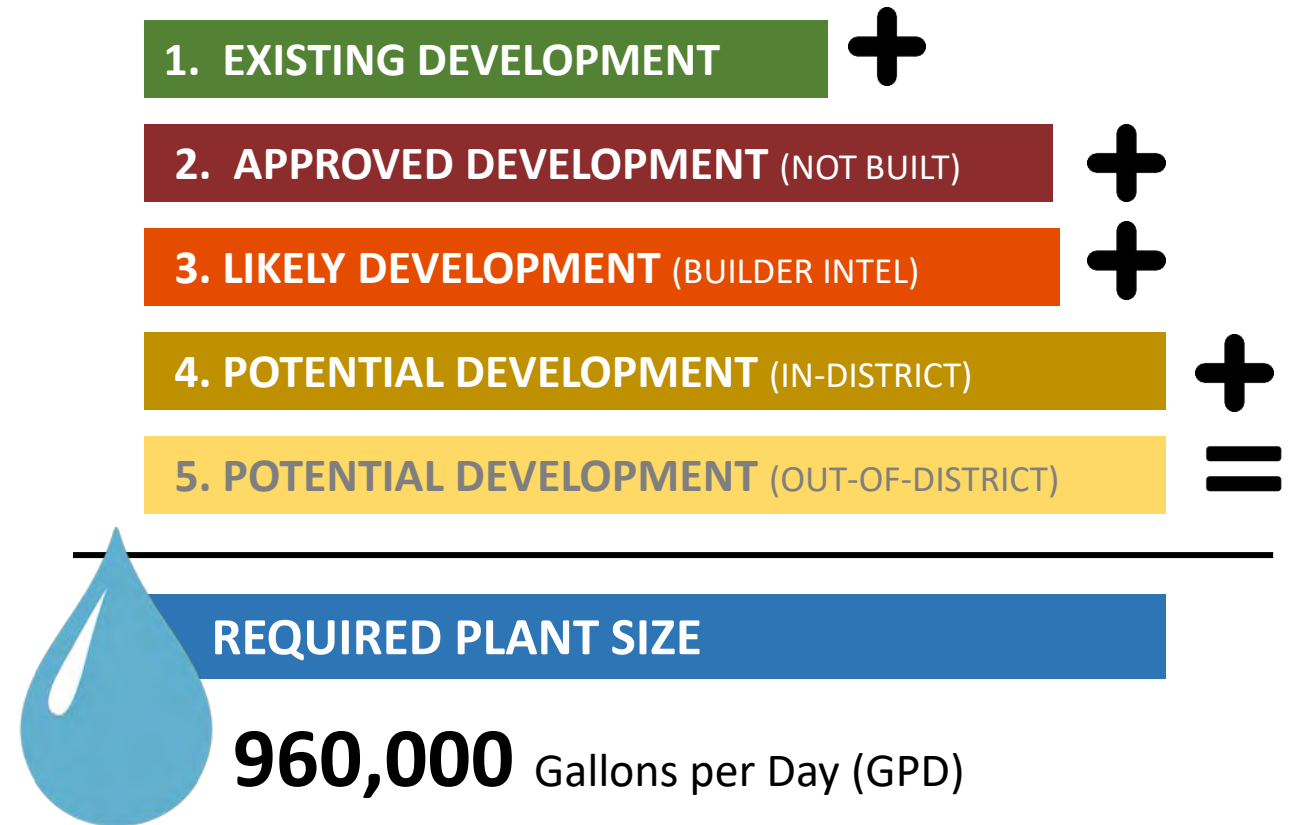 1. EXISTING DEVELOPMENT +
2. APPROVED DEVELOPMENT (NOT BUILT) +
3. LIKELY DEVELOPMENT (BUILDER INTEL) +
4. POTENTIAL DEVELOPMENT (IN-DISTRICT) +
5. POTENTIAL DEVELOPMENT (OUT-OF-DISTRICT) =
REQUIRED PLANT SIZE
960,000 Gallons per Day (GPD)